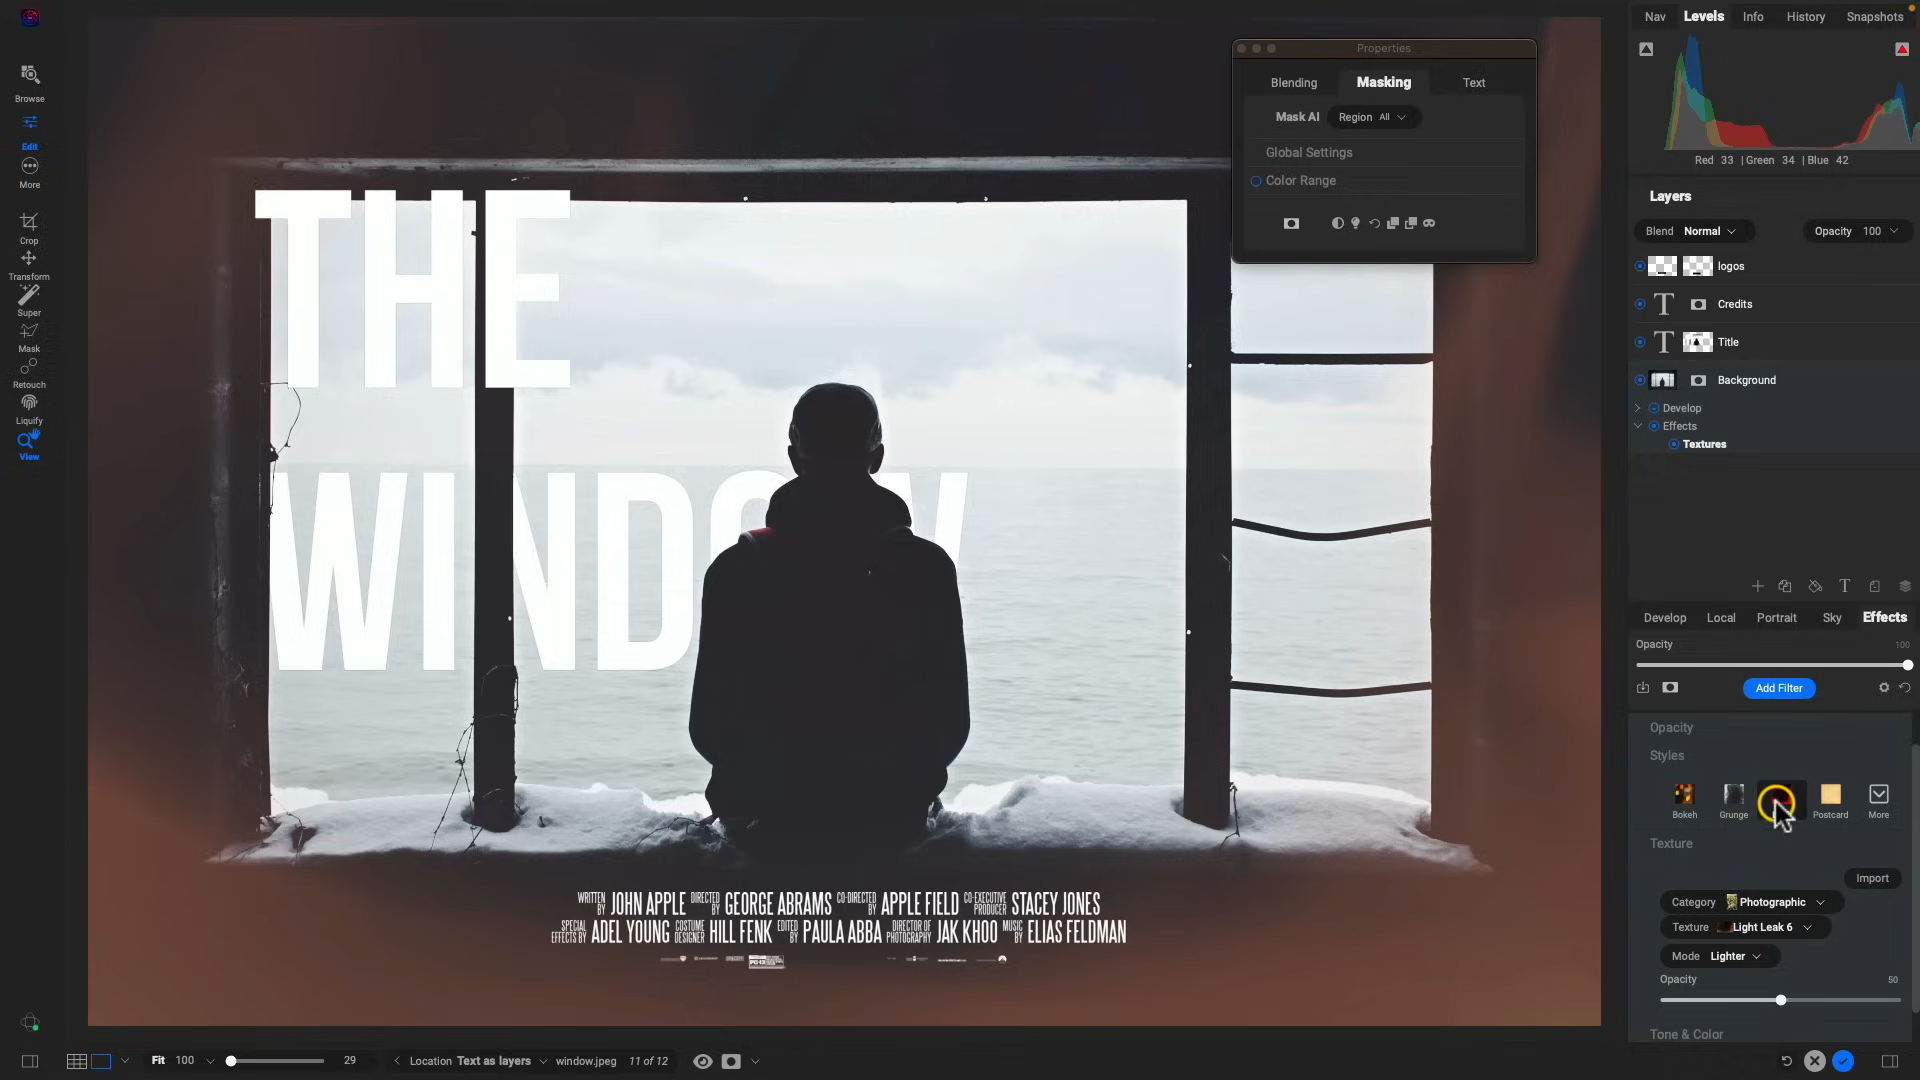 Nav Levels Info History Snapshots
Red 33 | Green 34 | Blue 42
Properties
Blending Masking Text
Mask AI Region All
Global Settings
Color Range
Browse
Edit
More
Crop
Transform
Super
Mask
Retouch
Liquify
View
Layers
Blend Normal Opacity 100
logos
T Credits
T Title
Background
Develop
Effects
Textures
THE
WINDOW
WRITTEN BY JOHN APPLE DIRECTED BY GEORGE ABRAMS CO-DIRECTED BY APPLE FIELD CO-EXECUTIVE PRODUCER STACEY JONES
SPECIAL EFFECTS BY ADEL YOUNG COSTUME DESIGNER HILL FENK EDITED BY PAULA ABBA DIRECTOR OF PHOTOGRAPHY JAK KHOO MUSIC BY ELIAS FELDMAN
PG-13
T
Develop Local Portrait Sky Effects
Opacity 100
Add Filter
Opacity
Styles
Bokeh Grunge Postcard More
Texture
Import
Category Photographic
Texture Light Leak 6
Mode Lighter
Opacity 50
Tone & Color
Fit 100 29 Location Text as layers window.jpeg 11 of 12